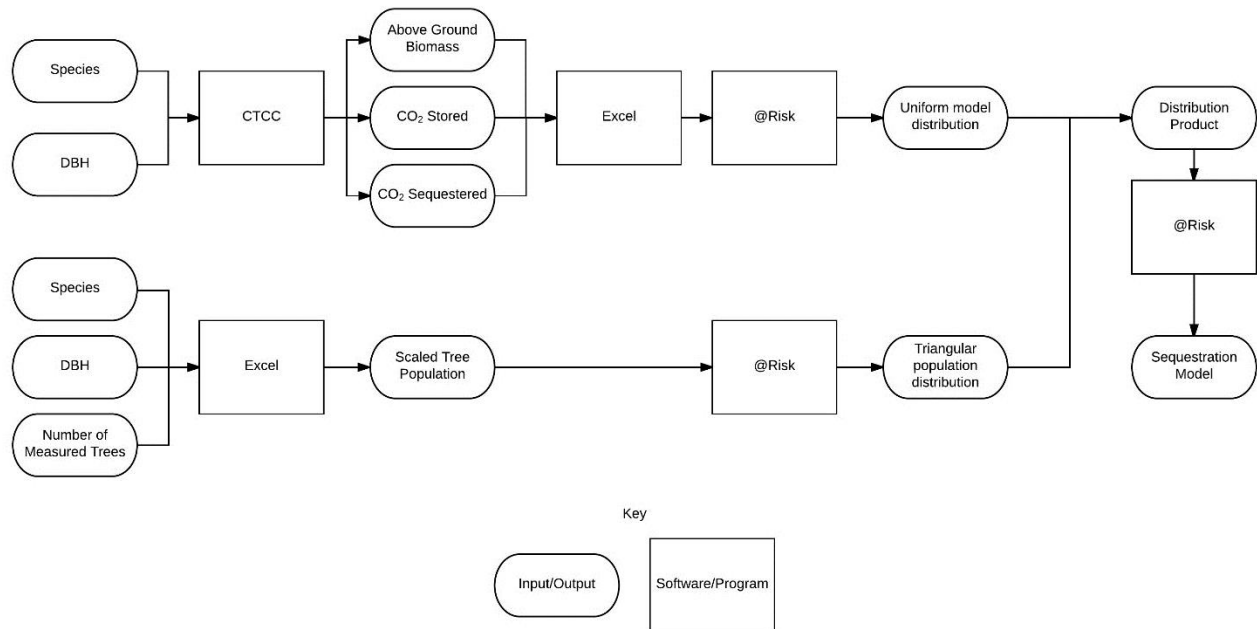 Species
DBH
CTCC
Above Ground
Biomass
CO₂ Stored
CO₂ Sequestered
Excel
@Risk
Uniform model
distribution
Distribution
Product
@Risk
Sequestration
Model
Species
DBH
Number of
Measured Trees
Excel
Scaled Tree
Population
@Risk
Triangular
population
distribution
Key
Input/Output
Software/Program